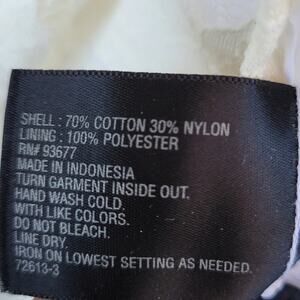 SHELL : 70% COTTON 30% NYLON
LINING : 100% POLYESTER
RN# 93677
MADE IN INDONESIA
TURN GARMENT INSIDE OUT.
HAND WASH COLD.
WITH LIKE COLORS.
DO NOT BLEACH.
LINE DRY.
IRON ON LOWEST SETTING AS NEEDED.
72613-3